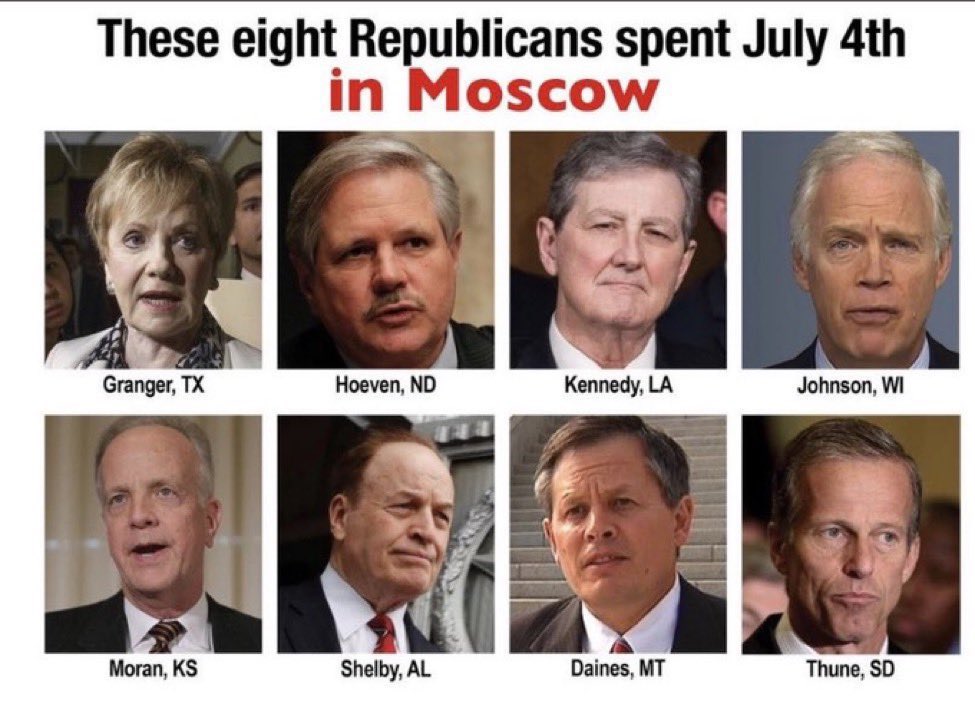 These eight Republicans spent July 4th
in Moscow
Granger, TX
Hoeven, ND
Kennedy, LA
Johnson, WI
Moran, KS
Shelby, AL
Daines, MT
Thune, SD